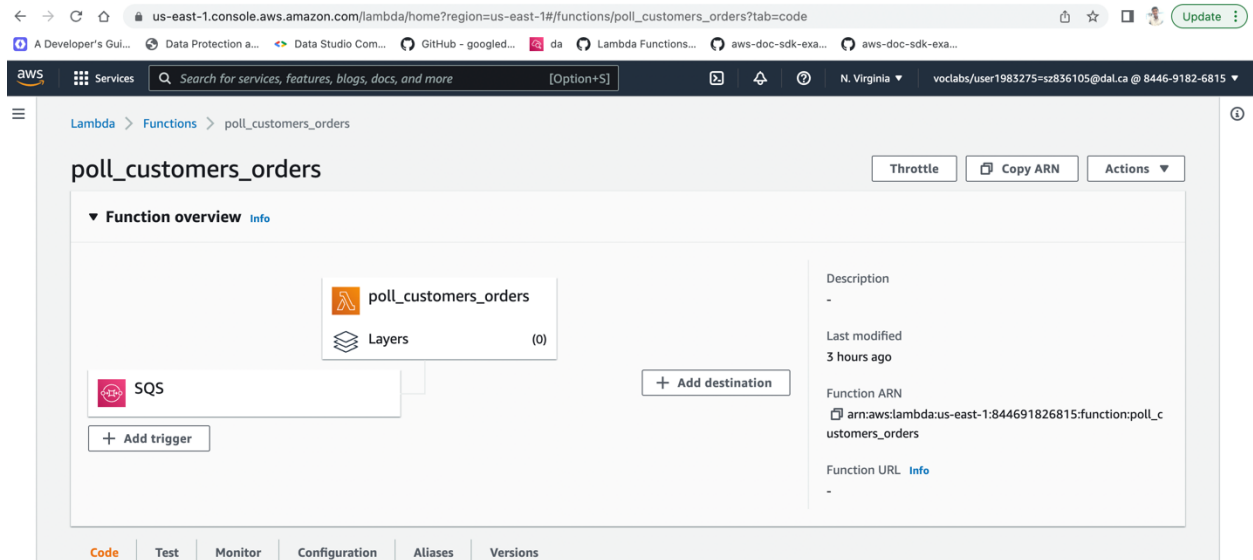 us-east-1.console.aws.amazon.com/lambda/home?region=us-east-1#/functions/poll_customers_orders?tab=code
Update
A Developer's Gui... Data Protection a... Data Studio Com... GitHub - googled... da Lambda Functions... aws-doc-sdk-exa... aws-doc-sdk-exa...
aws Services Search for services, features, blogs, docs, and more [Option+S] N. Virginia ▼ voclabs/user1983275=sz836105@dal.ca @ 8446-9182-6815 ▼
Lambda > Functions > poll_customers_orders
poll_customers_orders
Throttle Copy ARN Actions ▼
▼ Function overview Info
poll_customers_orders
Layers (0)
SQS
+ Add trigger
+ Add destination
Description
-
Last modified
3 hours ago
Function ARN
arn:aws:lambda:us-east-1:844691826815:function:poll_c
ustomers_orders
Function URL Info
-
Code Test Monitor Configuration Aliases Versions